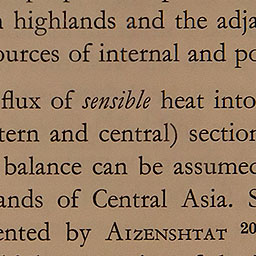 highlands and the adja
ources of internal and po
flux of sensible heat into
tern and central) section
balance can be assumed
ands of Central Asia. S
ented by AIZENSHTAT 20